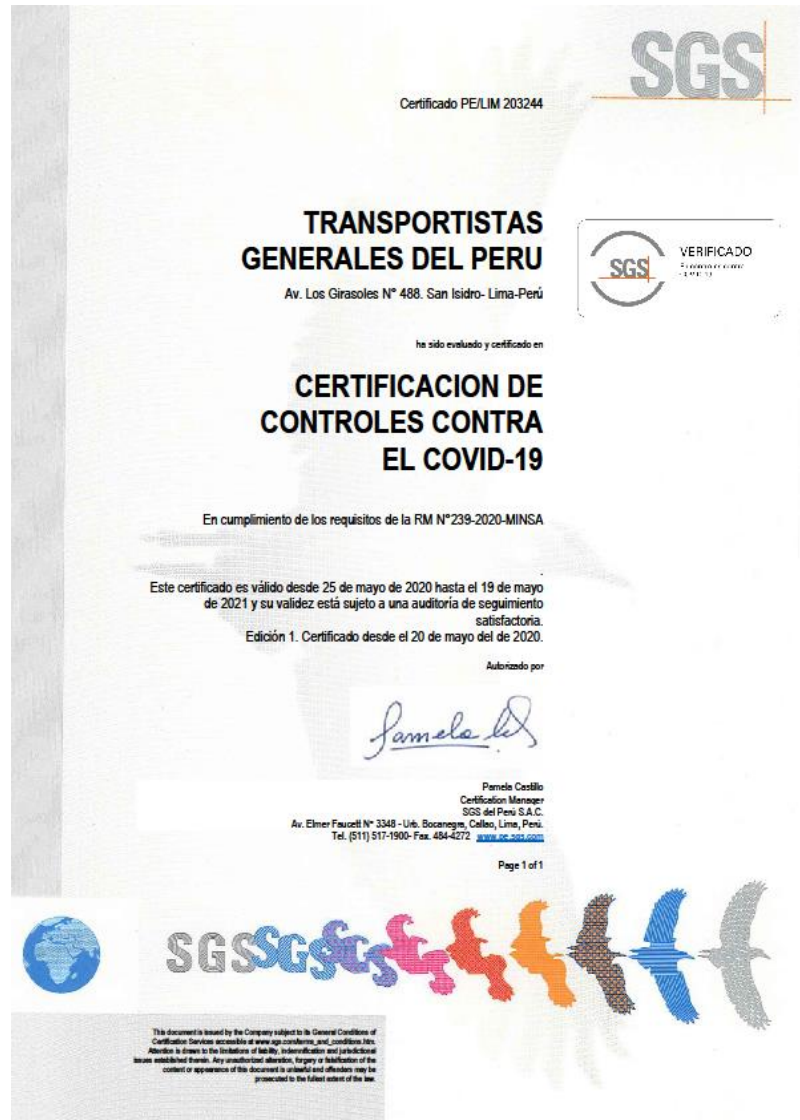 SGS
Certificado PE/LIM 203244
TRANSPORTISTAS
GENERALES DEL PERU
Av. Los Girasoles N° 488. San Isidro- Lima-Perú
SGS
VERIFICADO
ha sido evaluado y certificado en
CERTIFICACION DE
CONTROLES CONTRA
EL COVID-19
En cumplimiento de los requisitos de la RM N°239-2020-MINSA
.
Este certificado es válido desde 25 de mayo de 2020 hasta el 19 de mayo
de 2021 y su validez está sujeto a una auditoría de seguimiento
satisfactoria.
Edición 1. Certificado desde el 20 de mayo del de 2020.
Autorizado por
Pamela
Pamela Castillo
Certification Manager
SGS del Perú S.A.C.
Av. Elmer Faucett N° 3348 - Urb. Bocanegra, Callao, Lima, Perú.
Tel. (511) 517-1900- Fax. 484-4272 www.pe.sgs.com
Page 1 of 1
SGSSGSSGS
This document is issued by the Company subject to its General Conditions of
Certification Services accessible at www.sgs.com/terms_and_conditions.htm.
Attention is drawn to the limitations of liability, indemnification and jurisdictional
issues established therein. Any unauthorized alteration, forgery or falsification of the
content or appearance of this document is unlawful and offenders may be
prosecuted to the fullest extent of the law.